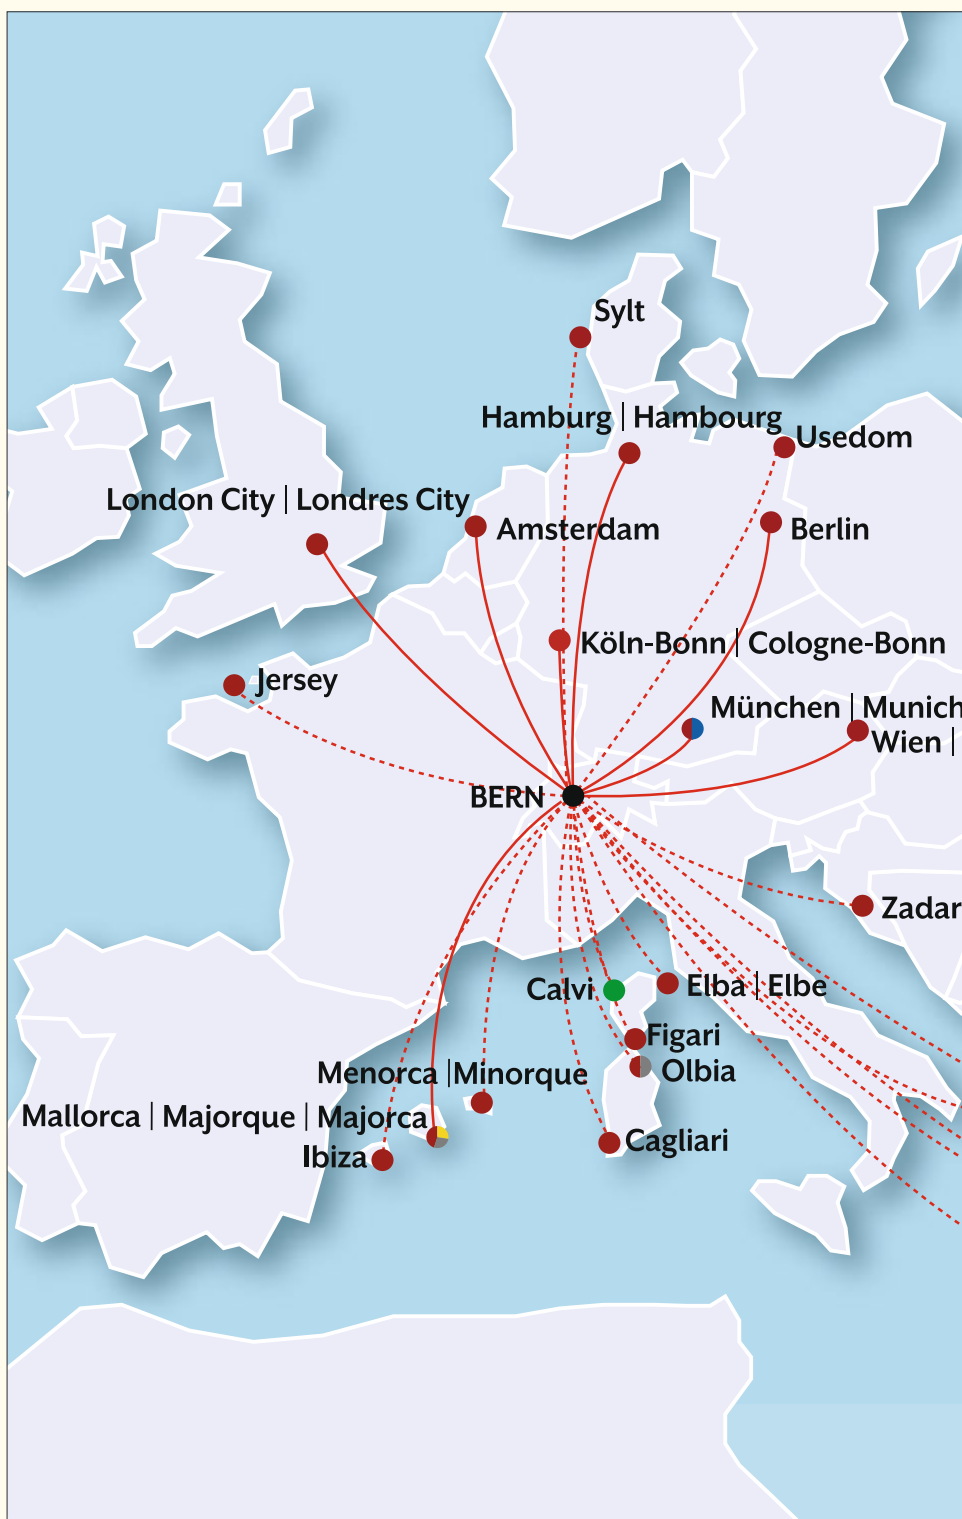 Sylt
Hamburg | Hambourg
Usedom
London City | Londres City
Amsterdam
Berlin
Köln-Bonn | Cologne-Bonn
Jersey
München | Munich
Wien |
BERN
Zadar
Calvi
Elba | Elbe
Figari
Olbia
Menorca | Minorque
Mallorca | Majorque | Majorca
Cagliari
Ibiza